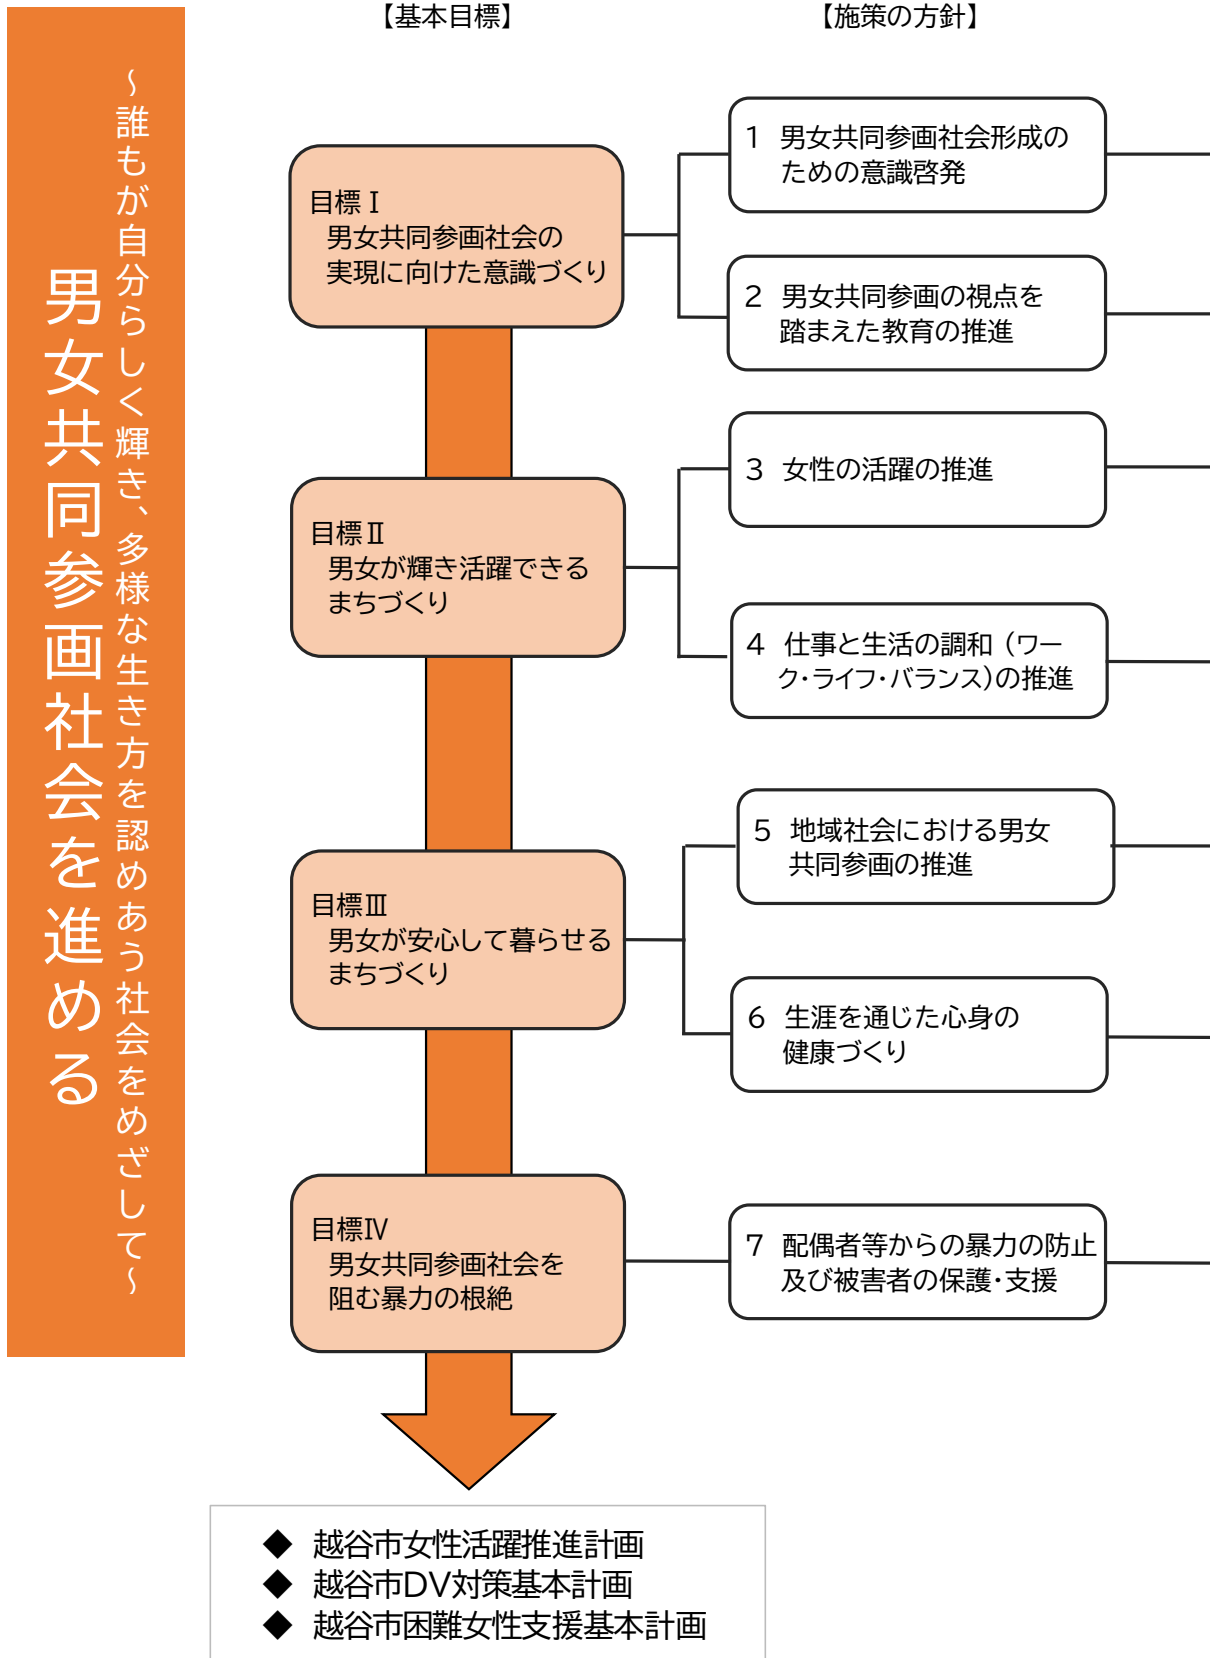 ～誰もが自分らしく輝き、多様な生き方を認めあう社会をめざして～
男女共同参画社会を進める
【基本目標】
【施策の方針】
目標Ⅰ
男女共同参画社会の
実現に向けた意識づくり
1 男女共同参画社会形成の
ための意識啓発
2 男女共同参画の視点を
踏まえた教育の推進
目標Ⅱ
男女が輝き活躍できる
まちづくり
3 女性の活躍の推進
4 仕事と生活の調和（ワー
ク・ライフ・バランス）の推進
目標Ⅲ
男女が安心して暮らせる
まちづくり
5 地域社会における男女
共同参画の推進
6 生涯を通じた心身の
健康づくり
目標Ⅳ
男女共同参画社会を
阻む暴力の根絶
7 配偶者等からの暴力の防止
及び被害者の保護・支援
◆ 越谷市女性活躍推進計画
◆ 越谷市DV対策基本計画
◆ 越谷市困難女性支援基本計画